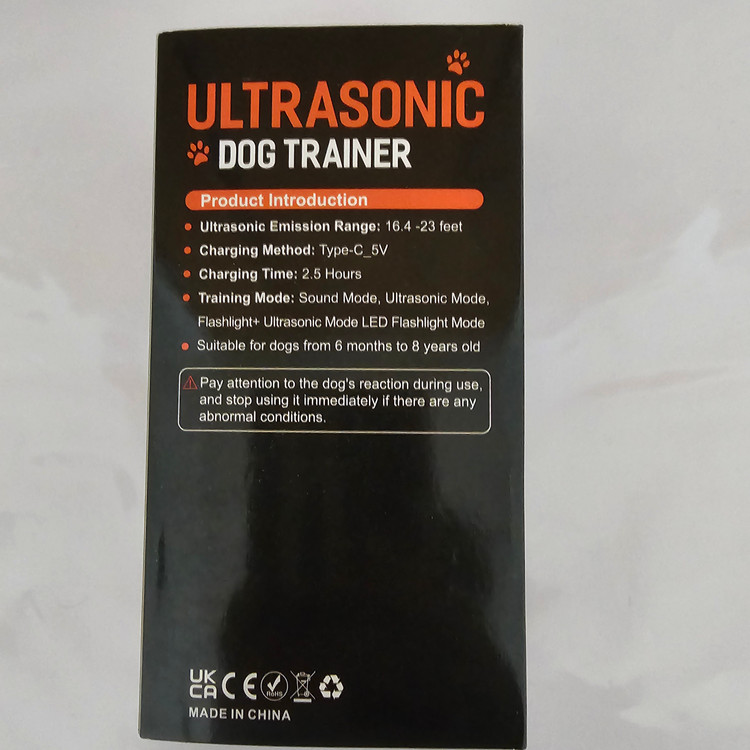 ULTRASONIC
DOG TRAINER
Product Introduction
Ultrasonic Emission Range: 16.4 -23 feet
Charging Method: Type-C_5V
Charging Time: 2.5 Hours
Training Mode: Sound Mode, Ultrasonic Mode,
Flashlight+ Ultrasonic Mode LED Flashlight Mode
Suitable for dogs from 6 months to 8 years old
Pay attention to the dog's reaction during use,
and stop using it immediately if there are any
abnormal conditions.
UK
CA CE RoHS
MADE IN CHINA